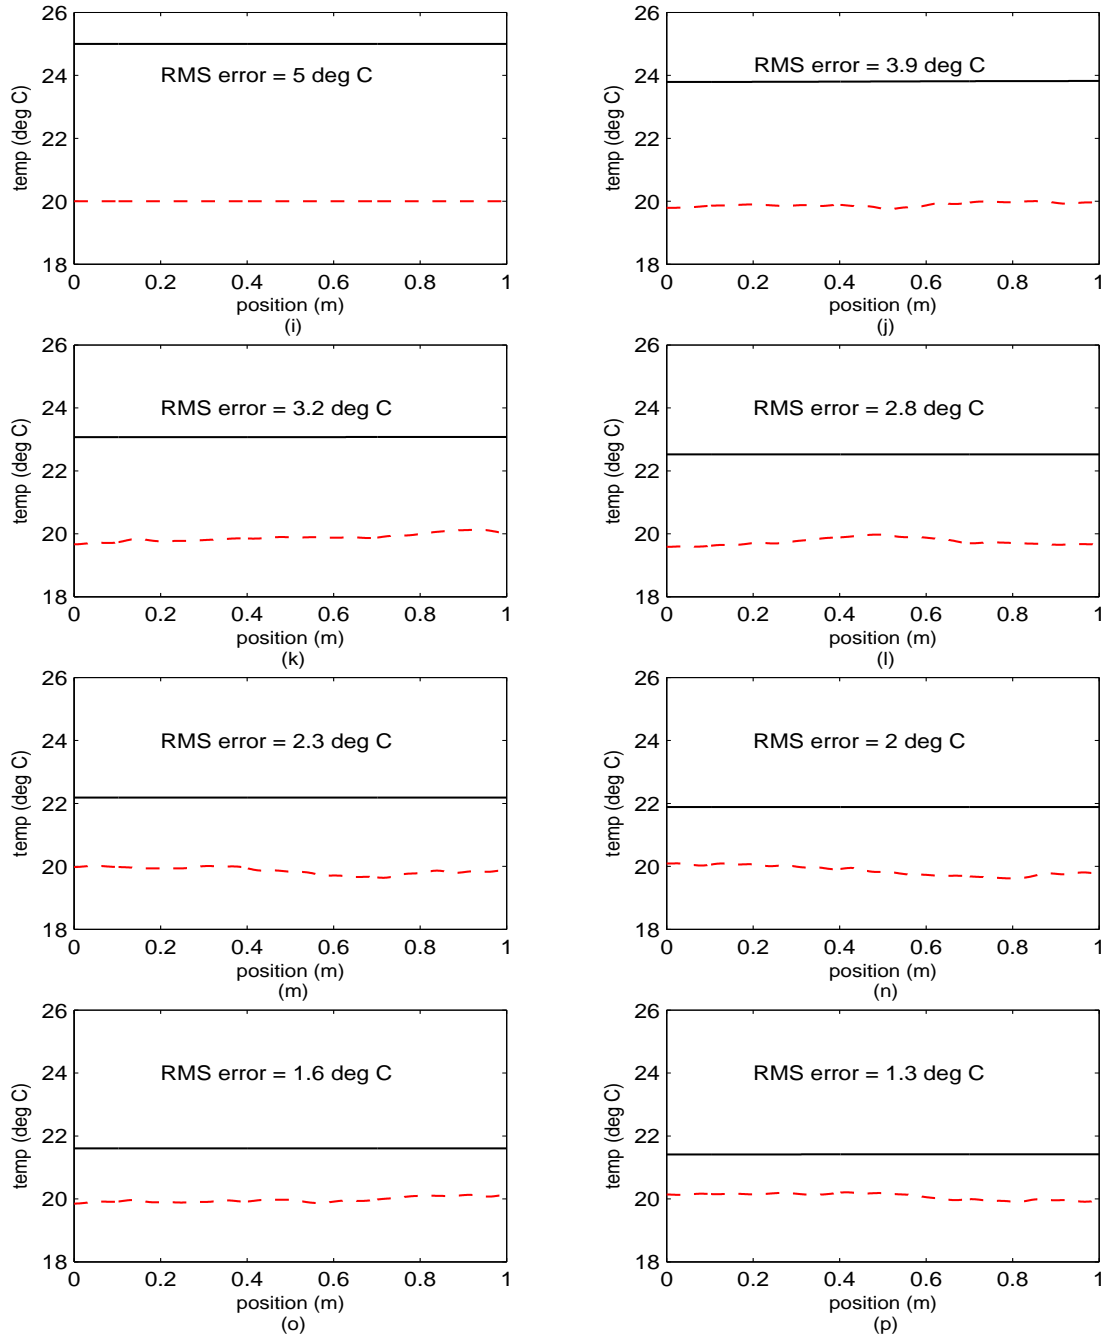 26
24
22
20
18
temp (deg C)
RMS error = 5 deg C
0 0.2 0.4 0.6 0.8 1
position (m)
(i)
26
24
22
20
18
temp (deg C)
RMS error = 3.9 deg C
0 0.2 0.4 0.6 0.8 1
position (m)
(j)
26
24
22
20
18
temp (deg C)
RMS error = 3.2 deg C
0 0.2 0.4 0.6 0.8 1
position (m)
(k)
26
24
22
20
18
temp (deg C)
RMS error = 2.8 deg C
0 0.2 0.4 0.6 0.8 1
position (m)
(l)
26
24
22
20
18
temp (deg C)
RMS error = 2.3 deg C
0 0.2 0.4 0.6 0.8 1
position (m)
(m)
26
24
22
20
18
temp (deg C)
RMS error = 2 deg C
0 0.2 0.4 0.6 0.8 1
position (m)
(n)
26
24
22
20
18
temp (deg C)
RMS error = 1.6 deg C
0 0.2 0.4 0.6 0.8 1
position (m)
(o)
26
24
22
20
18
temp (deg C)
RMS error = 1.3 deg C
0 0.2 0.4 0.6 0.8 1
position (m)
(p)